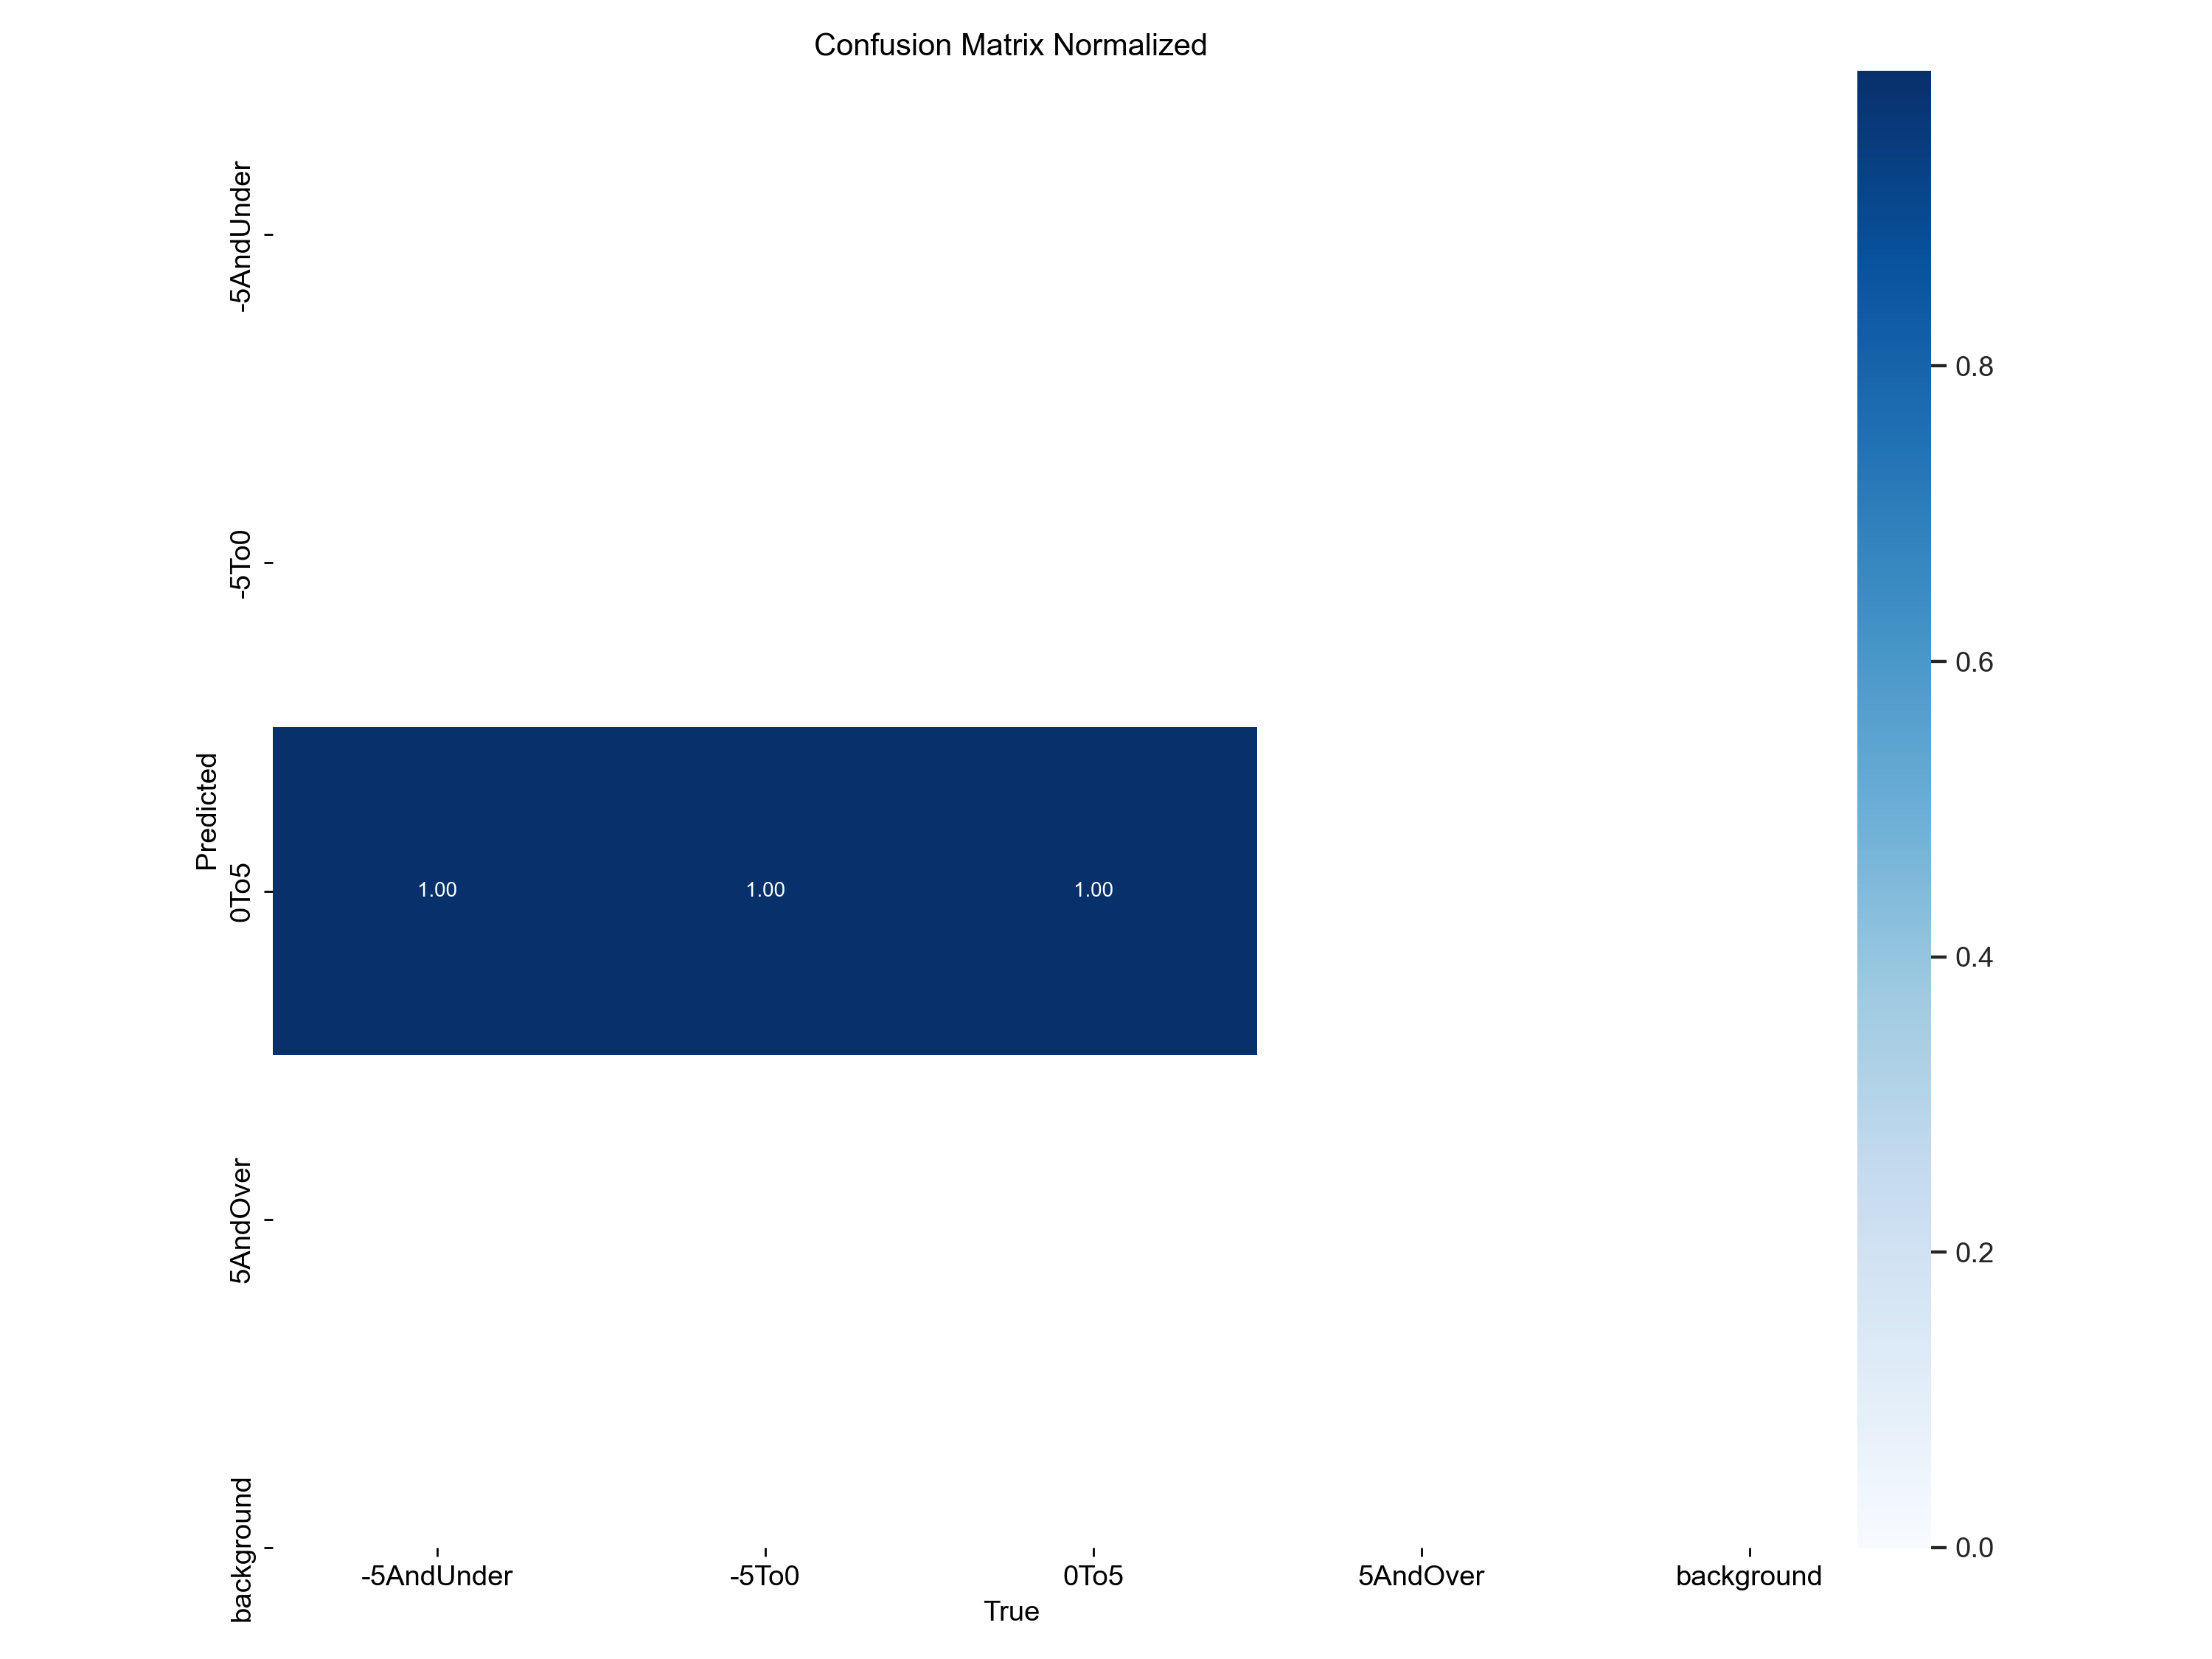 Confusion Matrix Normalized
Predicted
-5AndUnder
-5To0
0To5
5AndOver
background
1.00 1.00 1.00
-5AndUnder -5To0 0To5 5AndOver background
True
0.8
0.6
0.4
0.2
0.0